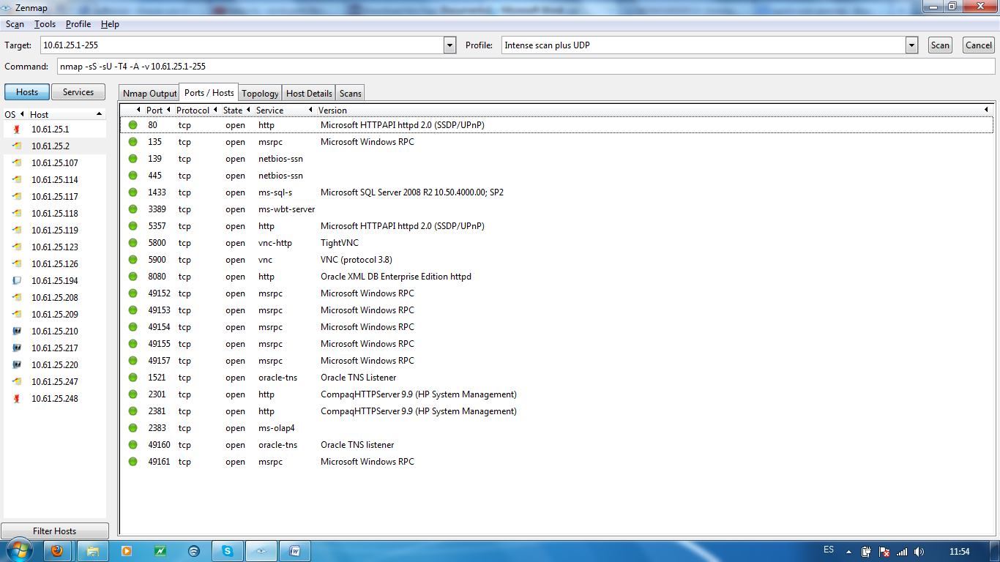 Zenmap
Scan Tools Profile Help
Target: 10.61.25.1-255 Profile: Intense scan plus UDP Scan Cancel
Command: nmap -sS -sU -T4 -A -v 10.61.25.1-255
Hosts Services
Nmap Output Ports / Hosts Topology Host Details Scans
OS Host
10.61.25.1
10.61.25.2
10.61.25.107
10.61.25.114
10.61.25.117
10.61.25.118
10.61.25.119
10.61.25.123
10.61.25.126
10.61.25.194
10.61.25.208
10.61.25.209
10.61.25.210
10.61.25.217
10.61.25.220
10.61.25.247
10.61.25.248
Filter Hosts
Port Protocol State Service Version
80 tcp open http Microsoft HTTPAPI httpd 2.0 (SSDP/UPnP)
135 tcp open msrpc Microsoft Windows RPC
139 tcp open netbios-ssn
445 tcp open netbios-ssn
1433 tcp open ms-sql-s Microsoft SQL Server 2008 R2 10.50.4000.00; SP2
3389 tcp open ms-wbt-server
5357 tcp open http Microsoft HTTPAPI httpd 2.0 (SSDP/UPnP)
5800 tcp open vnc-http TightVNC
5900 tcp open vnc VNC (protocol 3.8)
8080 tcp open http Oracle XML DB Enterprise Edition httpd
49152 tcp open msrpc Microsoft Windows RPC
49153 tcp open msrpc Microsoft Windows RPC
49154 tcp open msrpc Microsoft Windows RPC
49155 tcp open msrpc Microsoft Windows RPC
49157 tcp open msrpc Microsoft Windows RPC
1521 tcp open oracle-tns Oracle TNS Listener
2301 tcp open http CompaqHTTPServer 9.9 (HP System Management)
2381 tcp open http CompaqHTTPServer 9.9 (HP System Management)
2383 tcp open ms-olap4
49160 tcp open oracle-tns Oracle TNS listener
49161 tcp open msrpc Microsoft Windows RPC
ES 11:54